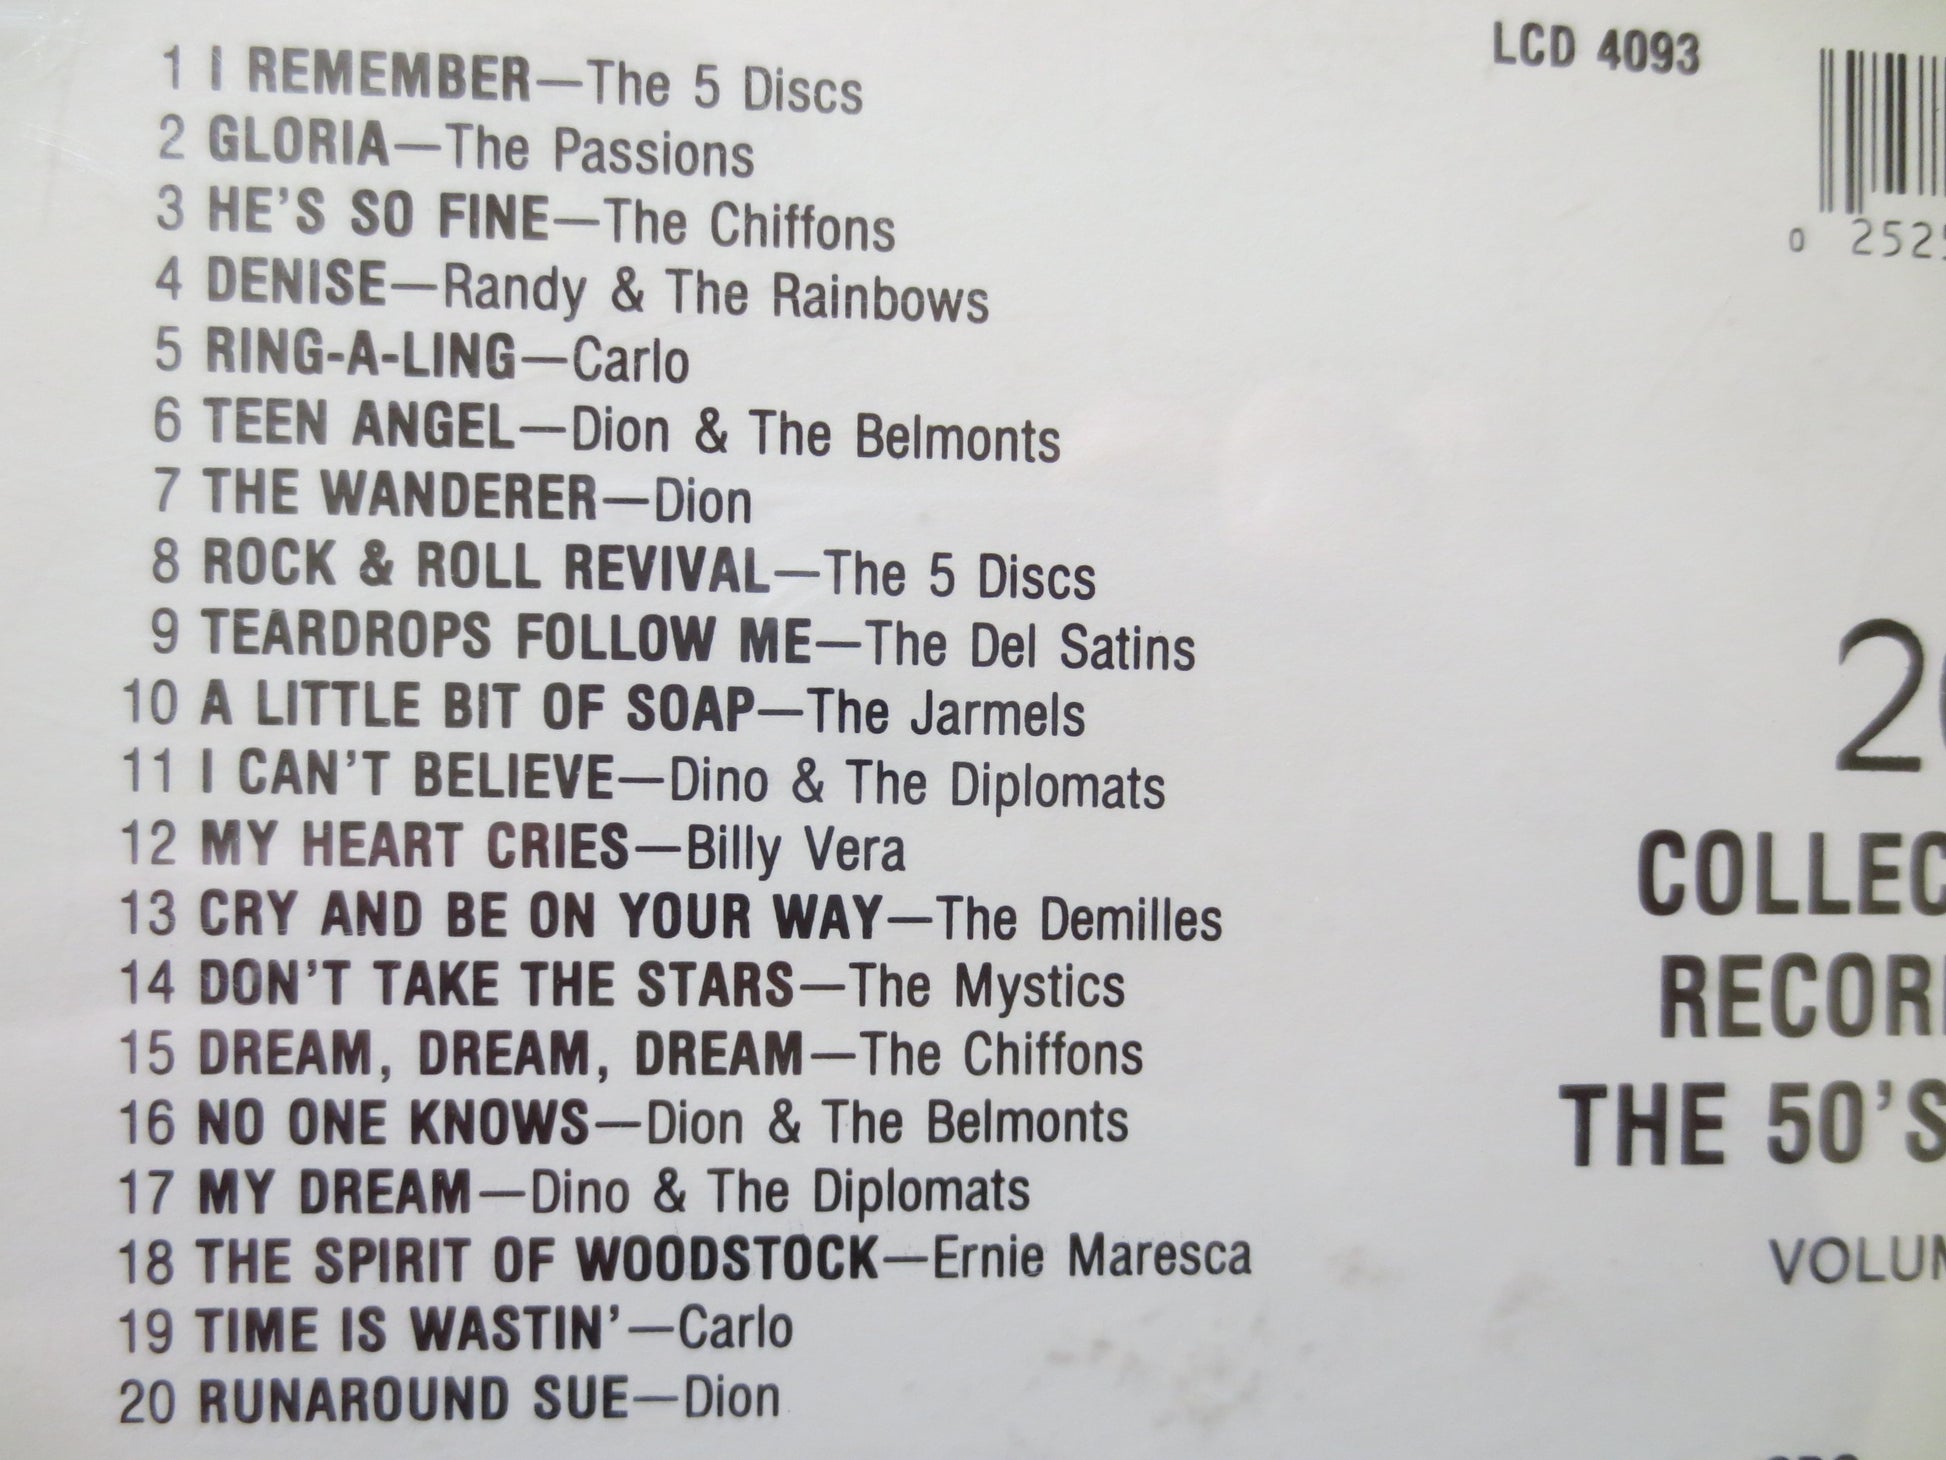 1 I REMEMBER—The 5 Discs
2 GLORIA—The Passions
3 HE'S SO FINE—The Chiffons
4 DENISE—Randy & The Rainbows
5 RING-A-LING—Carlo
6 TEEN ANGEL—Dion & The Belmonts
7 THE WANDERER—Dion
8 ROCK & ROLL REVIVAL—The 5 Discs
9 TEARDROPS FOLLOW ME—The Del Satins
10 A LITTLE BIT OF SOAP—The Jarmels
11 I CAN'T BELIEVE—Dino & The Diplomats
12 MY HEART CRIES—Billy Vera
13 CRY AND BE ON YOUR WAY—The Demilles
14 DON'T TAKE THE STARS—The Mystics
15 DREAM, DREAM, DREAM—The Chiffons
16 NO ONE KNOWS—Dion & The Belmonts
17 MY DREAM—Dino & The Diplomats
18 THE SPIRIT OF WOODSTOCK—Ernie Maresca
19 TIME IS WASTIN'—Carlo
20 RUNAROUND SUE—Dion
LCD 4093
0 252
2
COLLEC
RECOR
THE 50'S
VOLUM